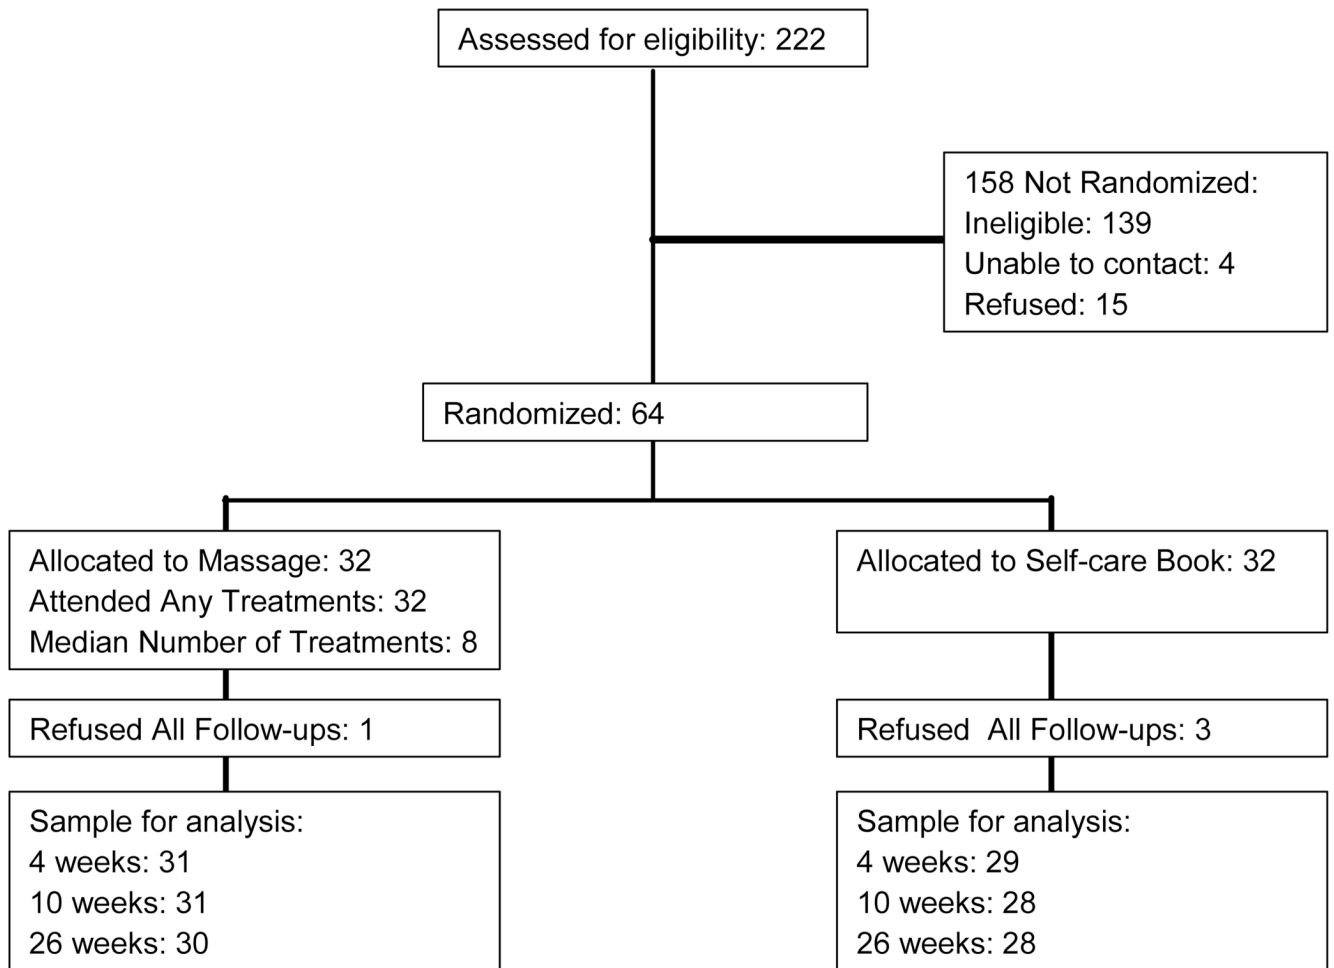 Assessed for eligibility: 222
158 Not Randomized:
Ineligible: 139
Unable to contact: 4
Refused: 15
Randomized: 64
Allocated to Massage: 32
Attended Any Treatments: 32
Median Number of Treatments: 8
Allocated to Self-care Book: 32
Refused All Follow-ups: 1
Refused  All Follow-ups: 3
Sample for analysis:
4 weeks: 31
10 weeks: 31
26 weeks: 30
Sample for analysis:
4 weeks: 29
10 weeks: 28
26 weeks: 28